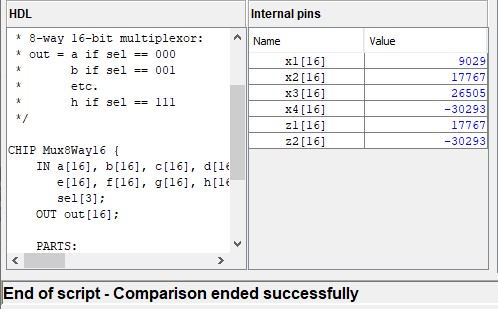 HDL
* 8-way 16-bit multiplexor:
* out = a if sel == 000
* b if sel == 001
* etc.
* h if sel == 111
*/
CHIP Mux8Way16 {
IN a[16], b[16], c[16],
e[16], f[16], g[16],
sel[3];
OUT out[16];
PARTS:
Internal pins
Name Value
x1[16] 9029
x2[16] 17767
x3[16] 26505
x4[16] -30293
z1[16] 17767
z2[16] -30293
End of script - Comparison ended successfully